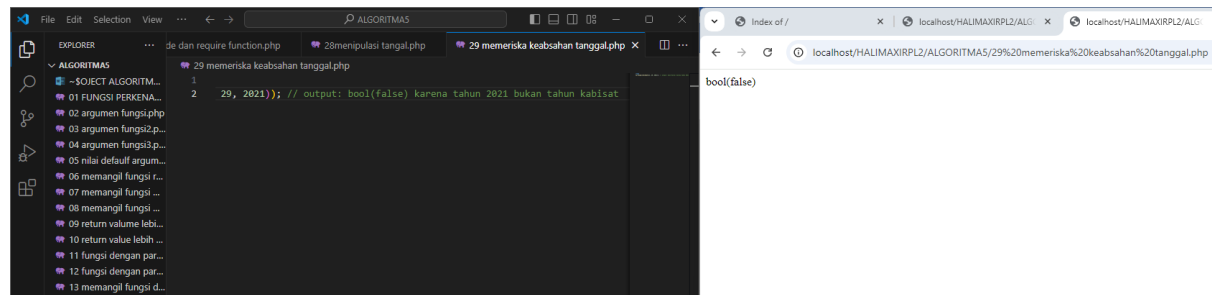 File Edit Selection View ··· ← → ALGORITMA5
EXPLORER ···
ALGORITMA5
~$OJECT ALGORITM...
01 FUNGSI PERKENA...
02 argumen fungsi.php
03 argumen fungsi2.p...
04 argumen fungsi3.p...
05 nilai defaulf argum...
06 memangil fungsi r...
07 memangil fungsi ...
08 memangil fungsi ...
09 return valume lebi...
10 return value lebih ...
11 fungsi dengan par...
12 fungsi dengan par...
13 memangil fungsi d...
de dan require function.php 28menipulasi tangal.php 29 memeriska keabsahan tanggal.php ×
29 memeriska keabsahan tanggal.php
1
2 29, 2021)); // output: bool(false) karena tahun 2021 bukan tahun kabisat
Index of / × localhost/HALIMAXIRPL2/ALG × localhost/HALIMAXIRPL2/ALG
localhost/HALIMAXIRPL2/ALGORITMA5/29%20memeriska%20keabsahan%20tanggal.php
bool(false)